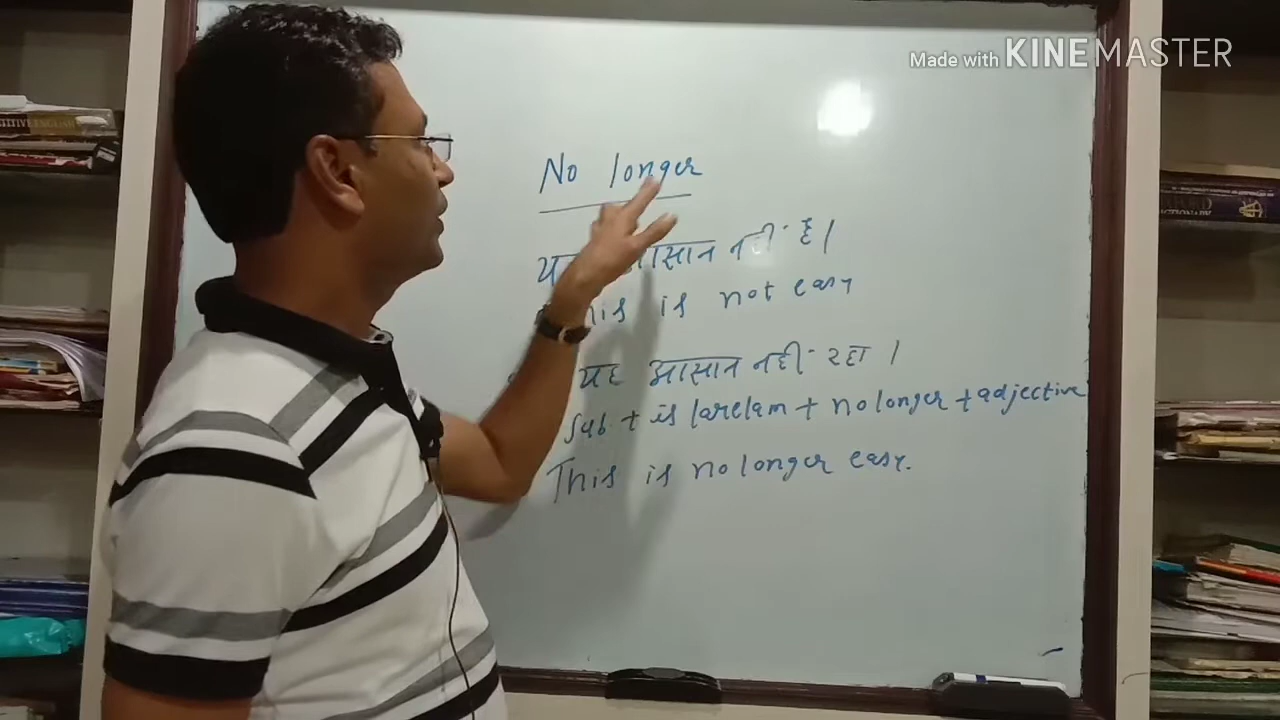 Made with KINEMASTER
No longer
आसान नहीं है।
This is not easy
यह आसान नहीं रहा।
Sub + is/are/am + no longer + adjective
This is no longer easy.